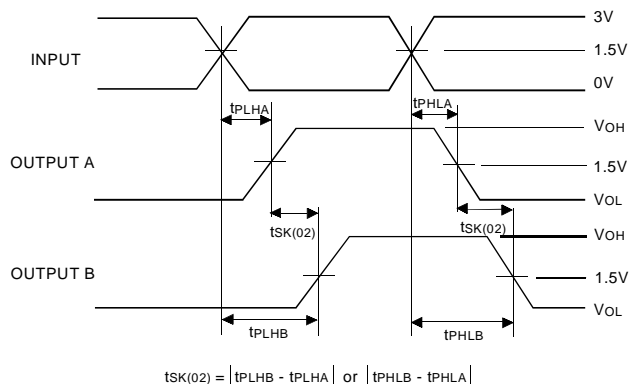 3V
INPUT
1.5V
0V
tPLHA
tPHLA
VOH
OUTPUT A
1.5V
VOL
tSK(02)
tSK(02)
VOH
OUTPUT B
1.5V
VOL
tPLHB
tPHLB
tSK(02) = |tPLHB - tPLHA| or |tPHLB - tPHLA|